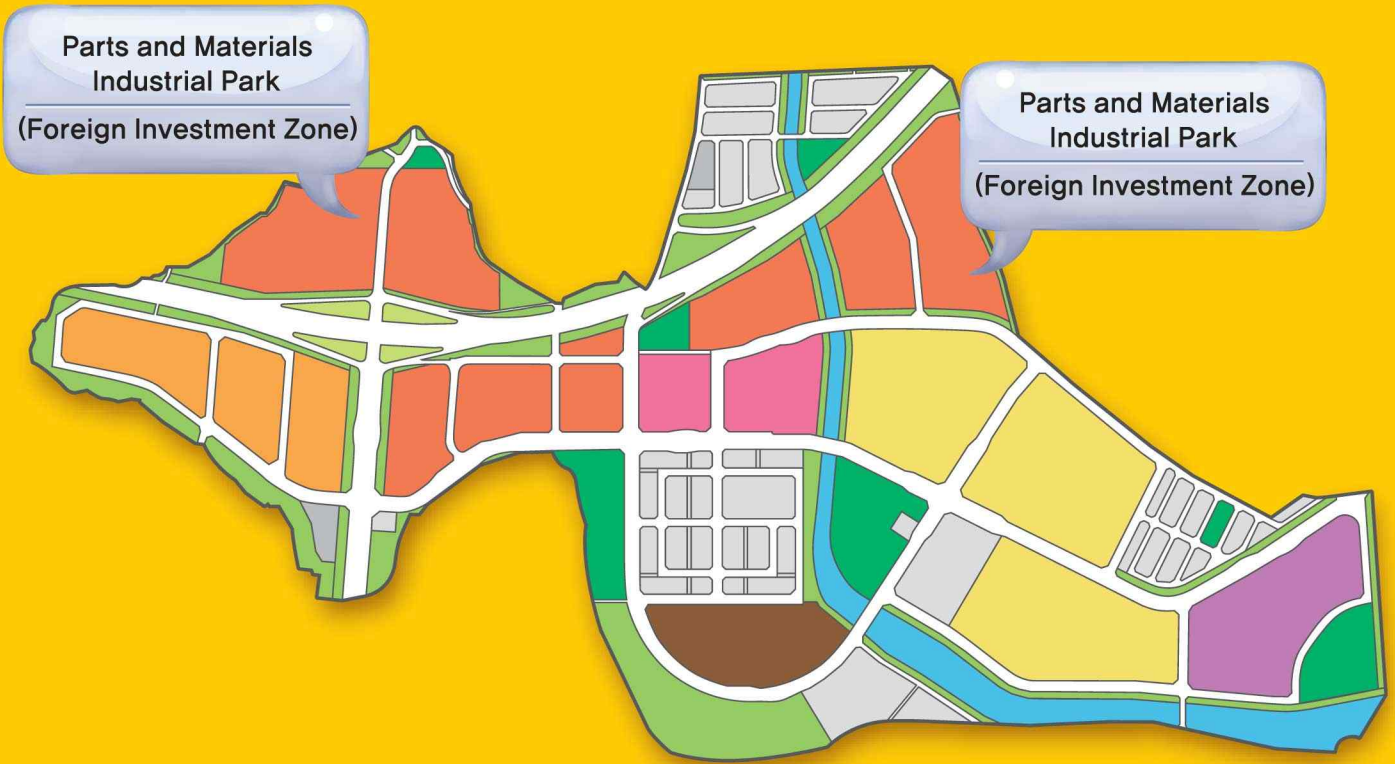 Parts and Materials
Industrial Park
(Foreign Investment Zone)
Parts and Materials
Industrial Park
(Foreign Investment Zone)